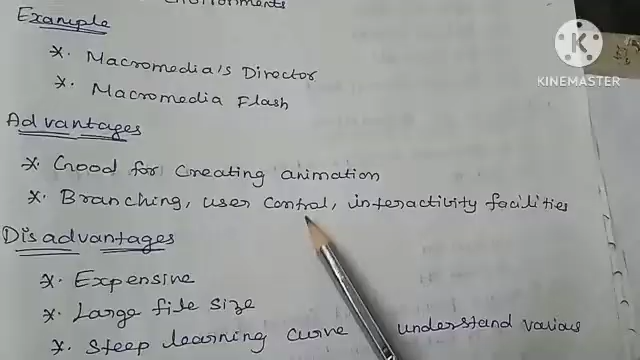 Environments
Example
*. Macromedia's Director
*. Macromedia Flash
Advantages
*. Good for creating animation
*. Branching, user control, interactivity facilities
Disadvantages
*. Expensive
*. Large file size
*. Steep learning curve understand various
KINEMASTER